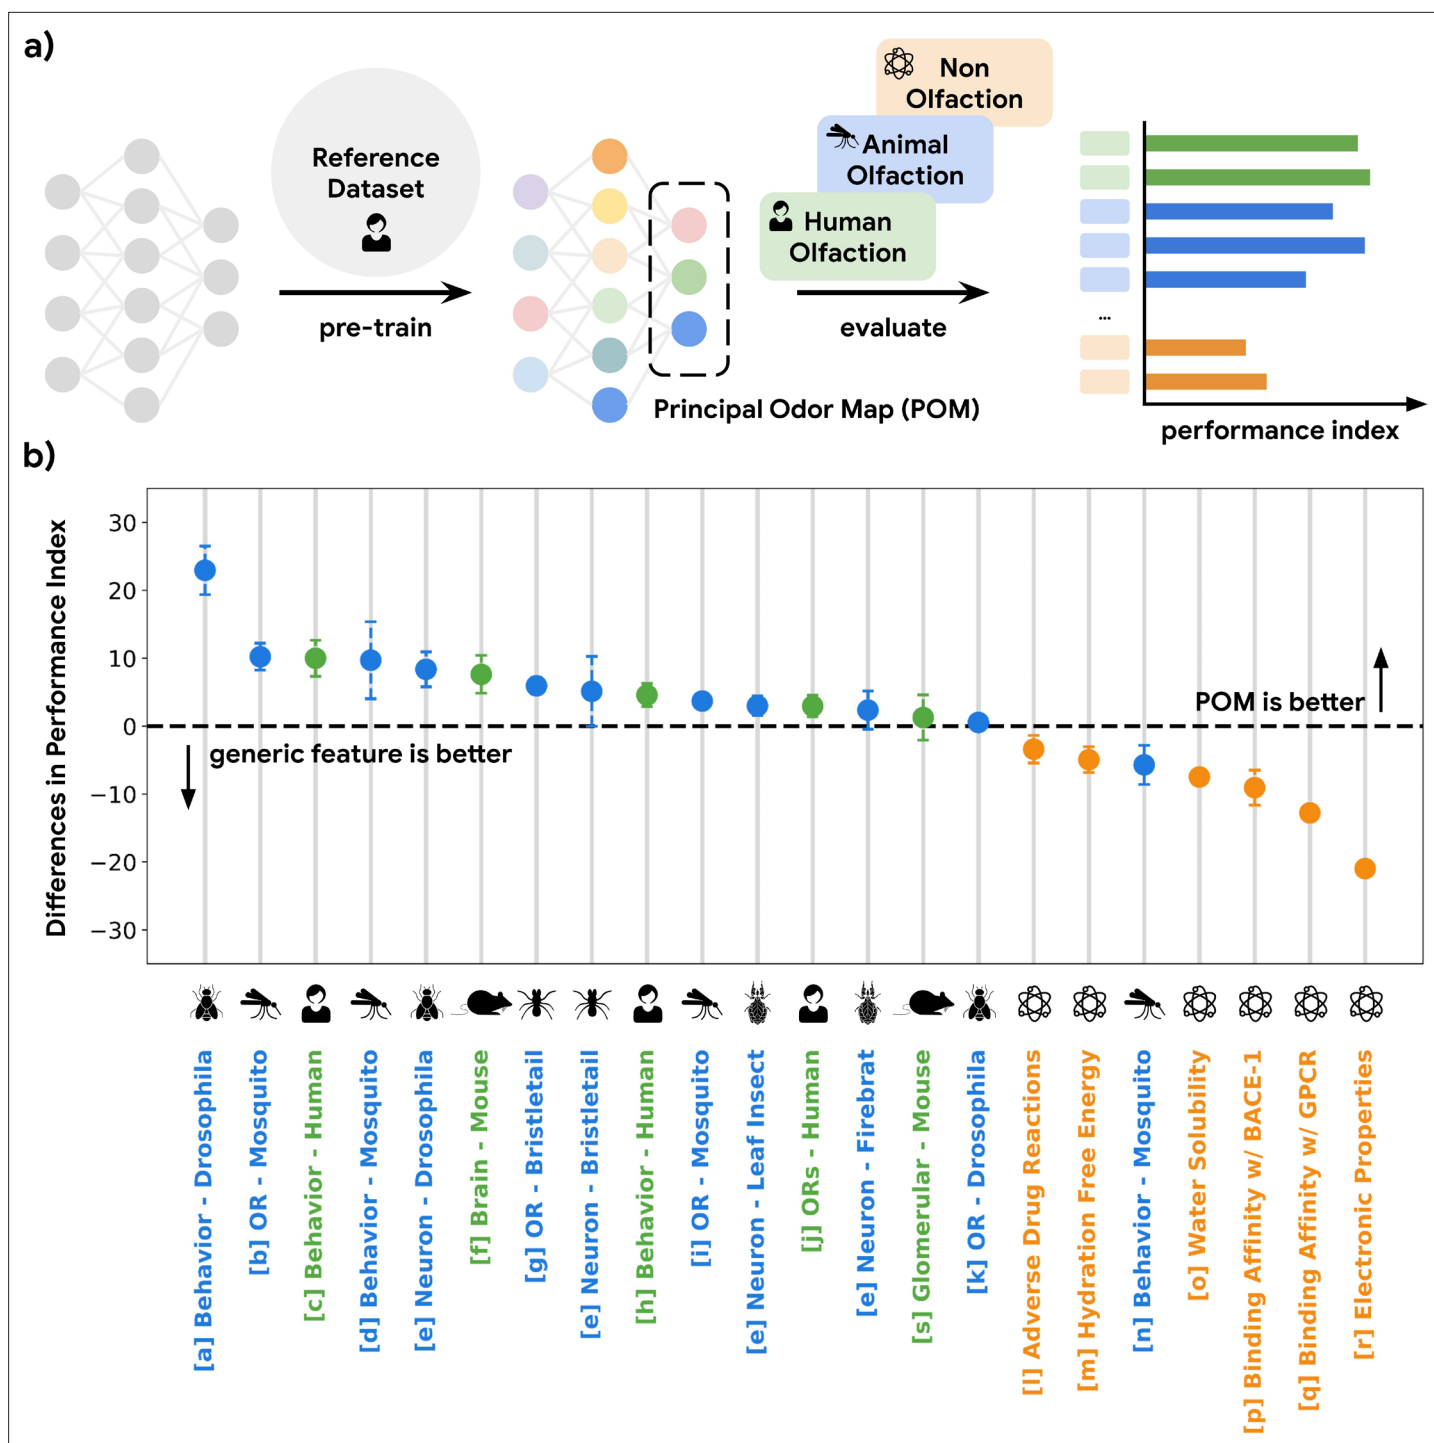 a)
Reference
Dataset
pre-train
Principal Odor Map (POM)
Non
Olfaction
Animal
Olfaction
Human
Olfaction
evaluate
...
performance index
b)
Differences in Performance Index
30
20
10
0
−10
−20
−30
POM is better
generic feature is better
[a] Behavior - Drosophila
[b] OR - Mosquito
[c] Behavior - Human
[d] Behavior - Mosquito
[e] Neuron - Drosophila
[f] Brain - Mouse
[g] OR - Bristletail
[e] Neuron - Bristletail
[h] Behavior - Human
[i] OR - Mosquito
[e] Neuron - Leaf Insect
[j] ORs - Human
[e] Neuron - Firebrat
[s] Glomerular - Mouse
[k] OR - Drosophila
[l] Adverse Drug Reactions
[m] Hydration Free Energy
[n] Behavior - Mosquito
[o] Water Solubility
[p] Binding Affinity w/ BACE-1
[q] Binding Affinity w/ GPCR
[r] Electronic Properties